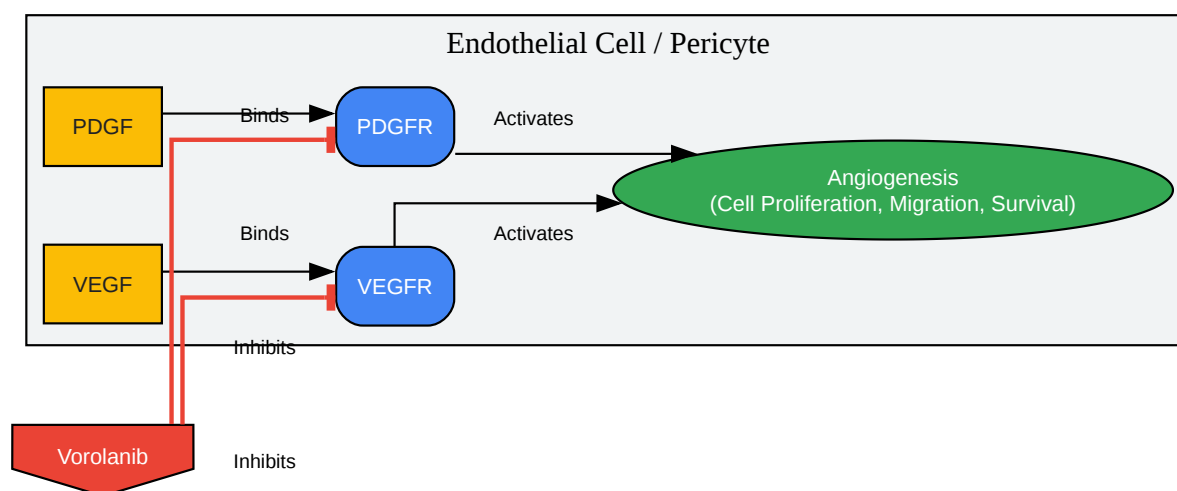 Endothelial Cell / Pericyte
PDGF
Binds
PDGFR
Activates
Angiogenesis
(Cell Proliferation, Migration, Survival)
VEGF
Binds
VEGFR
Activates
Inhibits
Vorolanib
Inhibits